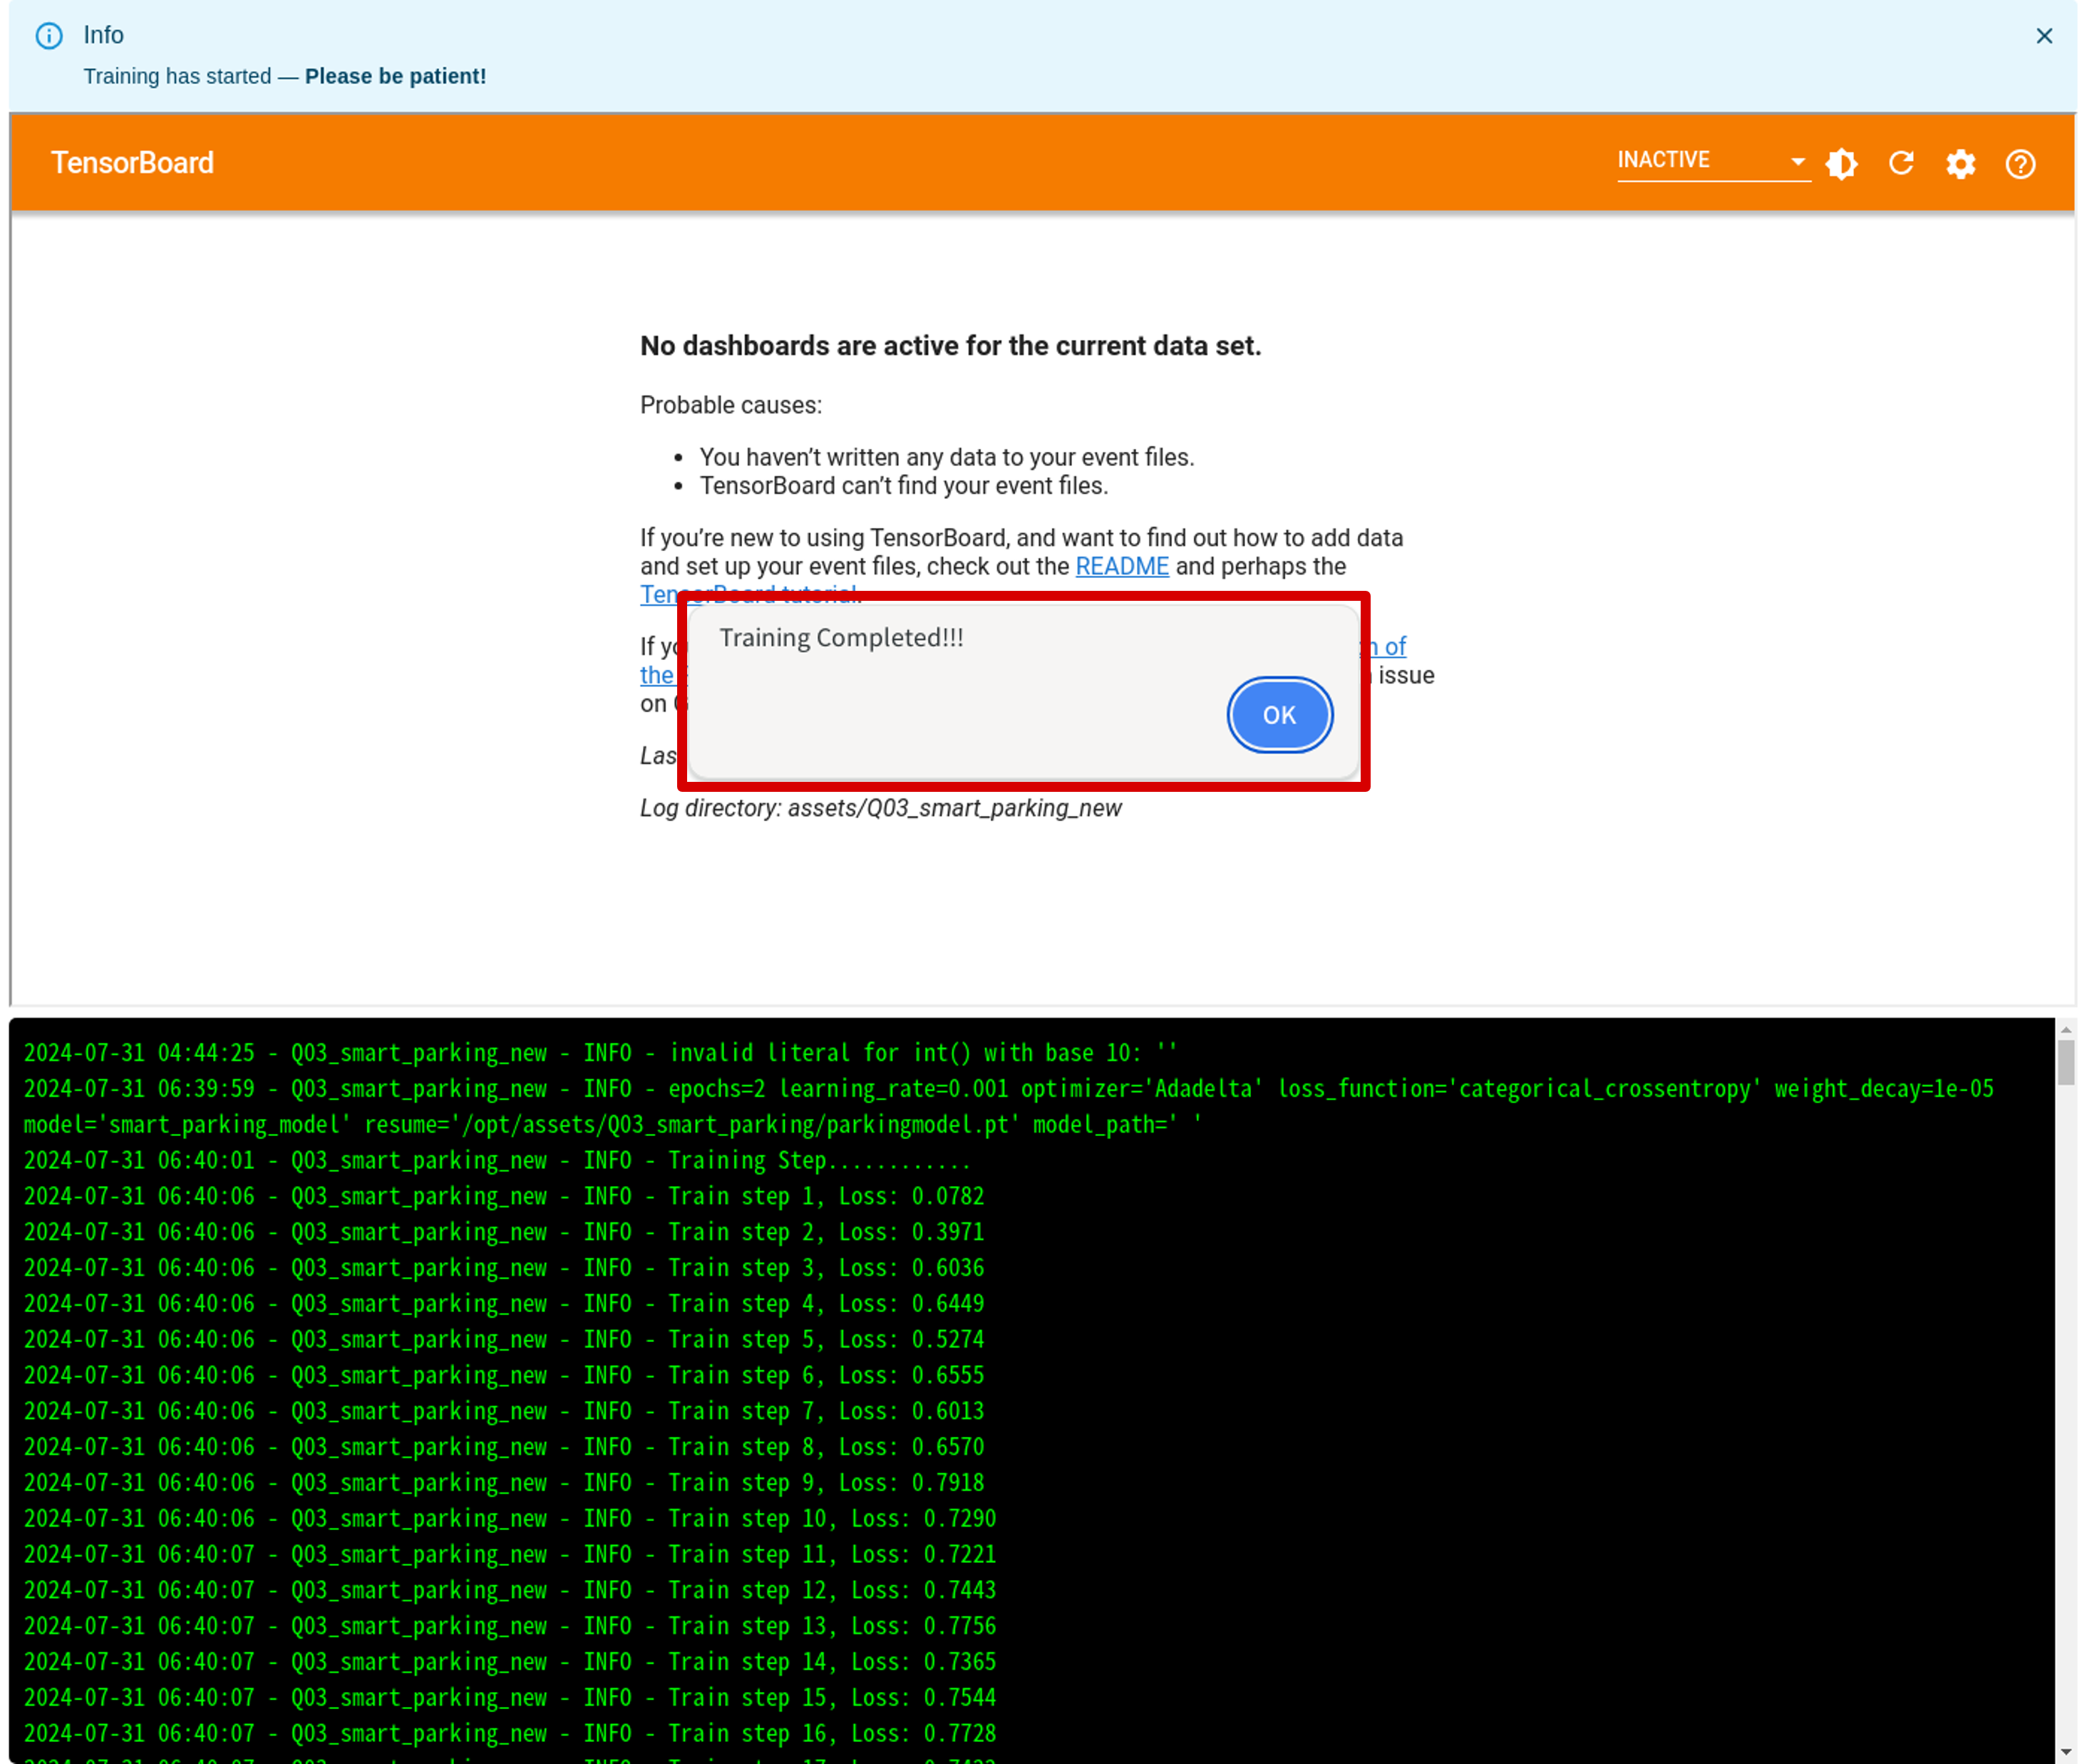 Info
Training has started — Please be patient!
TensorBoard
INACTIVE
No dashboards are active for the current data set.
Probable causes:
• You haven’t written any data to your event files.
• TensorBoard can’t find your event files.
If you’re new to using TensorBoard, and want to find out how to add data
and set up your event files, check out the README and perhaps the
TensorBoard tutorial.
If of
the issue
on
Training Completed!!!
OK
Log directory: assets/Q03_smart_parking_new
2024-07-31 04:44:25 - Q03_smart_parking_new - INFO - invalid literal for int() with base 10: ''
2024-07-31 06:39:59 - Q03_smart_parking_new - INFO - epochs=2 learning_rate=0.001 optimizer='Adadelta' loss_function='categorical_crossentropy' weight_decay=1e-05
model='smart_parking_model' resume='/opt/assets/Q03_smart_parking/parkingmodel.pt' model_path=' '
2024-07-31 06:40:01 - Q03_smart_parking_new - INFO - Training Step............
2024-07-31 06:40:06 - Q03_smart_parking_new - INFO - Train step 1, Loss: 0.0782
2024-07-31 06:40:06 - Q03_smart_parking_new - INFO - Train step 2, Loss: 0.3971
2024-07-31 06:40:06 - Q03_smart_parking_new - INFO - Train step 3, Loss: 0.6036
2024-07-31 06:40:06 - Q03_smart_parking_new - INFO - Train step 4, Loss: 0.6449
2024-07-31 06:40:06 - Q03_smart_parking_new - INFO - Train step 5, Loss: 0.5274
2024-07-31 06:40:06 - Q03_smart_parking_new - INFO - Train step 6, Loss: 0.6555
2024-07-31 06:40:06 - Q03_smart_parking_new - INFO - Train step 7, Loss: 0.6013
2024-07-31 06:40:06 - Q03_smart_parking_new - INFO - Train step 8, Loss: 0.6570
2024-07-31 06:40:06 - Q03_smart_parking_new - INFO - Train step 9, Loss: 0.7918
2024-07-31 06:40:06 - Q03_smart_parking_new - INFO - Train step 10, Loss: 0.7290
2024-07-31 06:40:07 - Q03_smart_parking_new - INFO - Train step 11, Loss: 0.7221
2024-07-31 06:40:07 - Q03_smart_parking_new - INFO - Train step 12, Loss: 0.7443
2024-07-31 06:40:07 - Q03_smart_parking_new - INFO - Train step 13, Loss: 0.7756
2024-07-31 06:40:07 - Q03_smart_parking_new - INFO - Train step 14, Loss: 0.7365
2024-07-31 06:40:07 - Q03_smart_parking_new - INFO - Train step 15, Loss: 0.7544
2024-07-31 06:40:07 - Q03_smart_parking_new - INFO - Train step 16, Loss: 0.7728